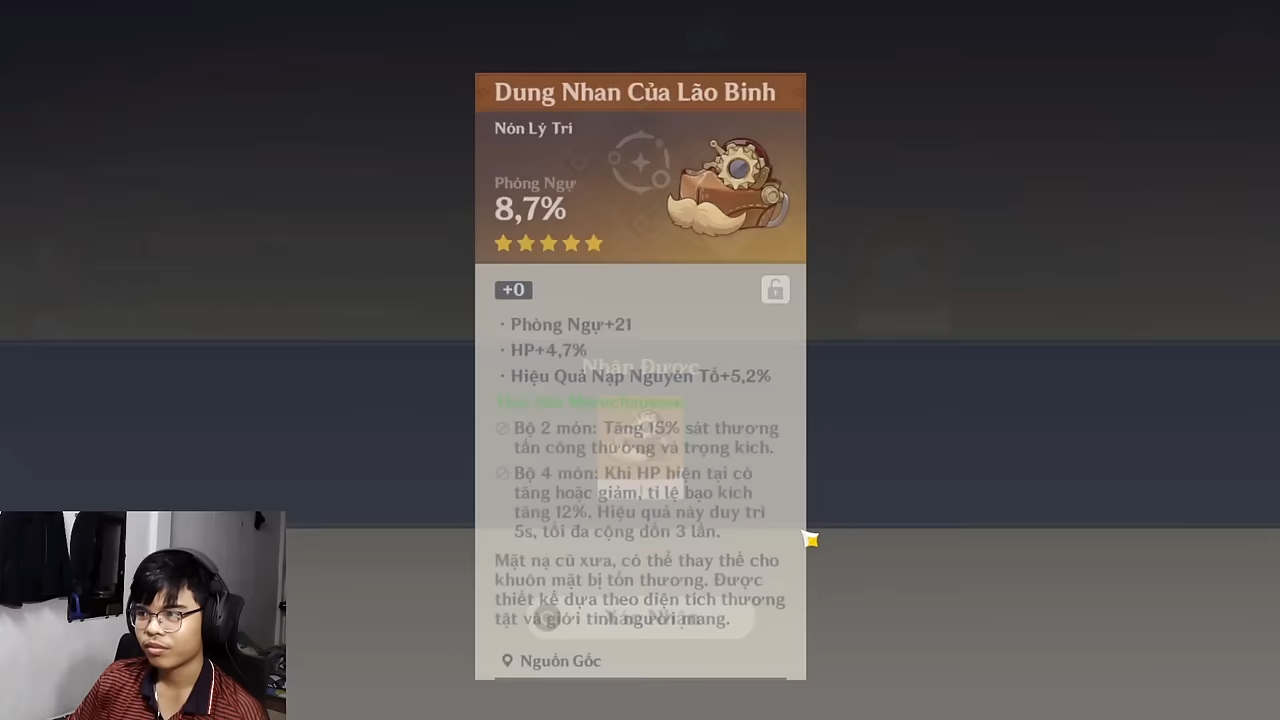 Dung Nhan Của Lão Binh
Nón Lý Trí
Phòng Ngự
8,7%
+0
· Phòng Ngự+21
· HP+4,7%
Nhận Được
· Hiệu Quả Nạp Nguyên Tố+5,2%
Bộ 2 món: Tăng 15% sát thương
tấn công thường và trọng kích.
Bộ 4 món: Khi HP hiện tại có
tăng hoặc giảm, tỉ lệ bạo kích
tăng 12%. Hiệu quả này duy trì
5s, tối đa cộng dồn 3 lần.
Mặt nạ cũ xưa, có thể thay thế cho
khuôn mặt bị tổn thương. Được
thiết kế dựa theo diện tích thương
tật và giới tính người mang.
Xác Nhận
Nguồn Gốc